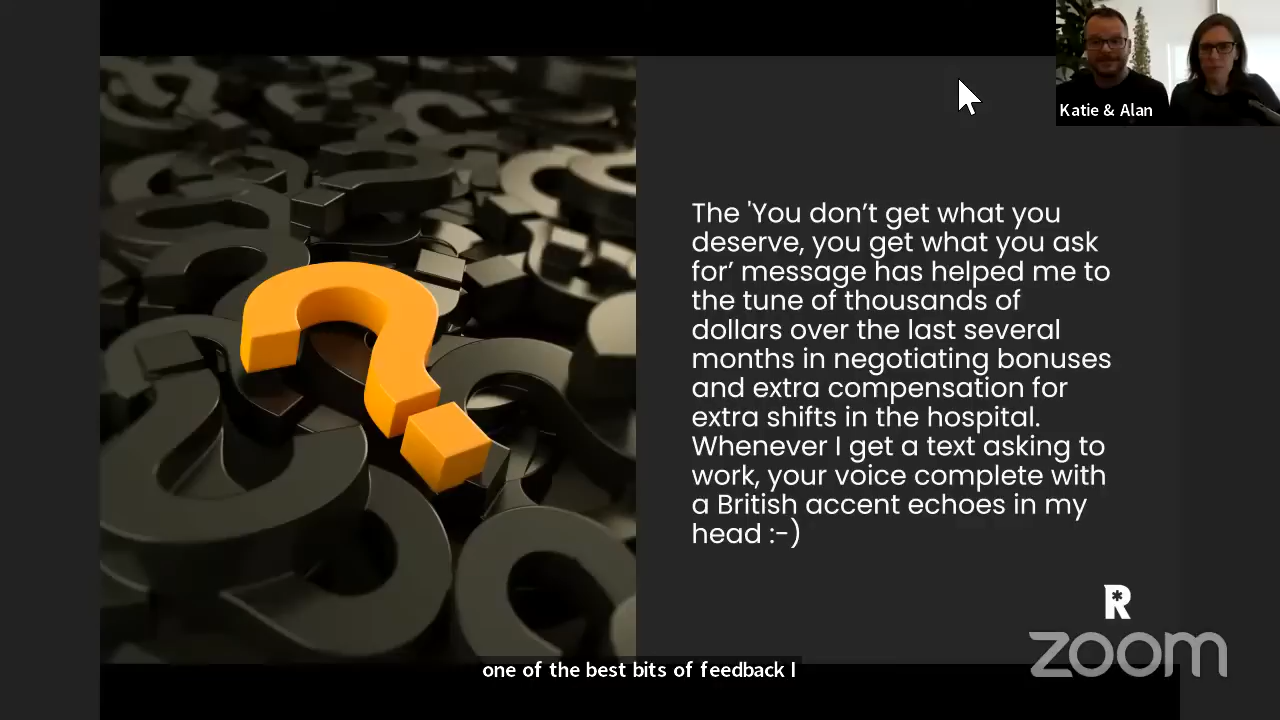 Katie & Alan
The 'You don’t get what you
deserve, you get what you ask
for’ message has helped me to
the tune of thousands of
dollars over the last several
months in negotiating bonuses
and extra compensation for
extra shifts in the hospital.
Whenever I get a text asking to
work, your voice complete with
a British accent echoes in my
head :-)
R
zoom
one of the best bits of feedback I